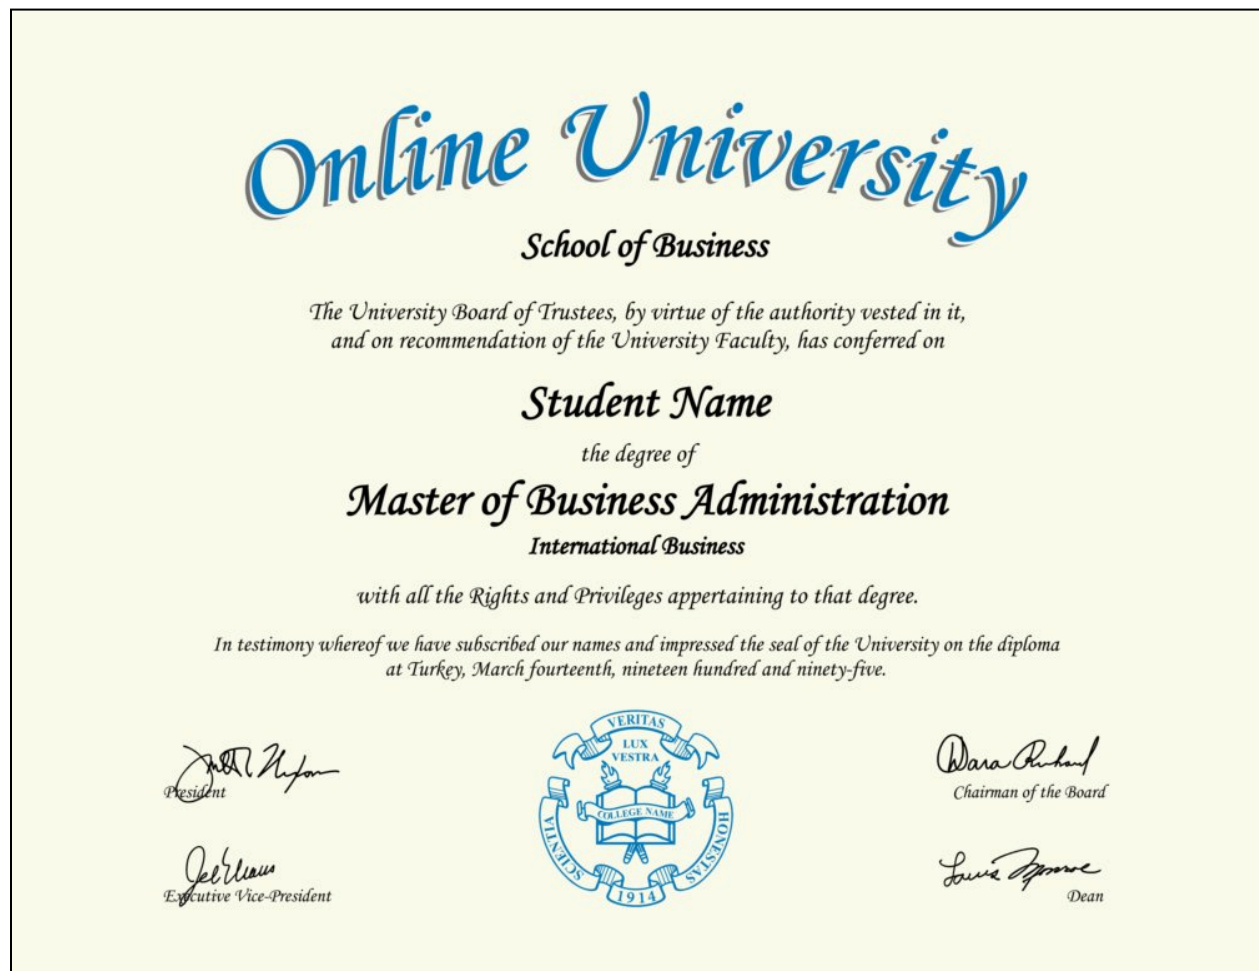 Online University
School of Business
The University Board of Trustees, by virtue of the authority vested in it,
and on recommendation of the University Faculty, has conferred on
Student Name
the degree of
Master of Business Administration
International Business
with all the Rights and Privileges appertaining to that degree.
In testimony whereof we have subscribed our names and impressed the seal of the University on the diploma
at Turkey, March fourteenth, nineteen hundred and ninety-five.
President
Executive Vice-President
VERITAS
LUX
VESTRA
COLLEGE NAME
SCIENTIA
HONESTAS
1914
Chairman of the Board
Dean